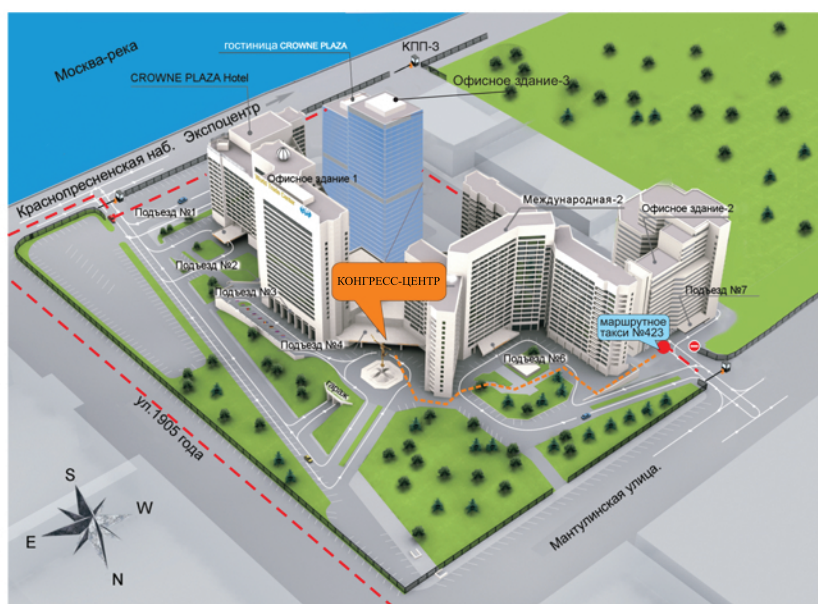 Москва-река
гостиница CROWNE PLAZA
КПП-3
CROWNE PLAZA Hotel
Офисное здание-3
Краснопресненская наб. Экспоцентр
Офисное здание 1
Международная-2
Офисное здание-2
Подъезд №1
Подъезд №2
Подъезд №3
КОНГРЕСС-ЦЕНТР
Подъезд №7
маршрутное
такси №423
Подъезд №4
Подъезд №6
гараж
ул.1905 года
Мантулинская улица.
S
W
E
N